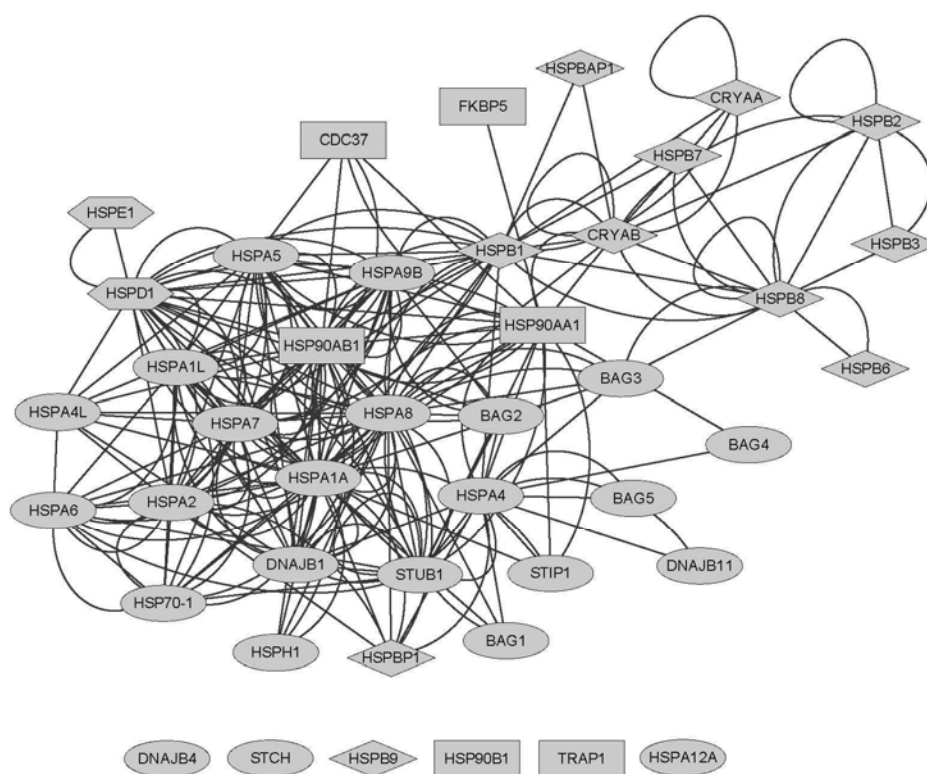 HSPBAP1
CRYAA
FKBP5
HSPB2
CDC37
HSPB7
HSPE1
CRYAB
HSPB3
HSPB1
HSPA5
HSPA9B
HSPD1
HSPB8
HSP90AA1
HSP90AB1
HSPA1L
HSPB6
BAG3
HSPA4L
HSPA8
BAG2
HSPA7
BAG4
HSPA1A
HSPA4
BAG5
HSPA6
HSPA2
DNAJB1
STUB1
STIP1
DNAJB11
HSP70-1
BAG1
HSPH1
HSPBP1
DNAJB4 STCH HSPB9 HSP90B1 TRAP1 HSPA12A